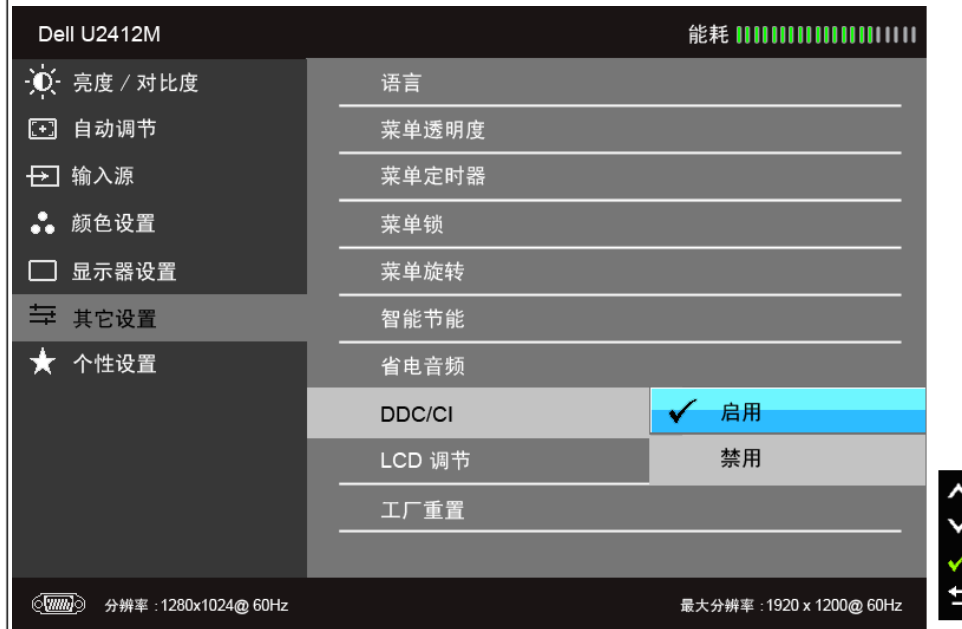 Dell U2412M
能耗
亮度 / 对比度
自动调节
输入源
颜色设置
显示器设置
其它设置
个性设置
语言
菜单透明度
菜单定时器
菜单锁
菜单旋转
智能节能
省电音频
DDC/CI
启用
禁用
LCD 调节
工厂重置
分辨率 : 1280x1024@ 60Hz
最大分辨率 : 1920 x 1200@ 60Hz